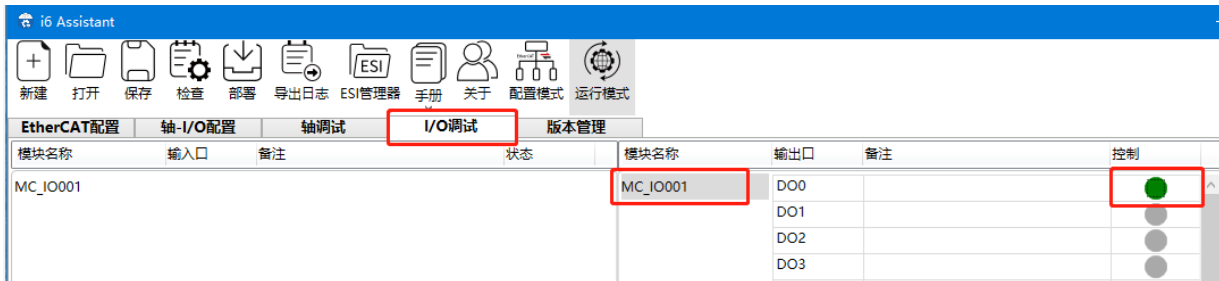 i6 Assistant
ESI
新建 打开 保存 检查 部署 导出日志 ESI管理器 手册 关于 配置模式 运行模式
EtherCAT配置 轴-I/O配置 轴调试 I/O调试 版本管理
模块名称 输入口 备注 状态 模块名称 输出口 备注 控制
MC_IO001 MC_IO001 DO0
DO1
DO2
DO3